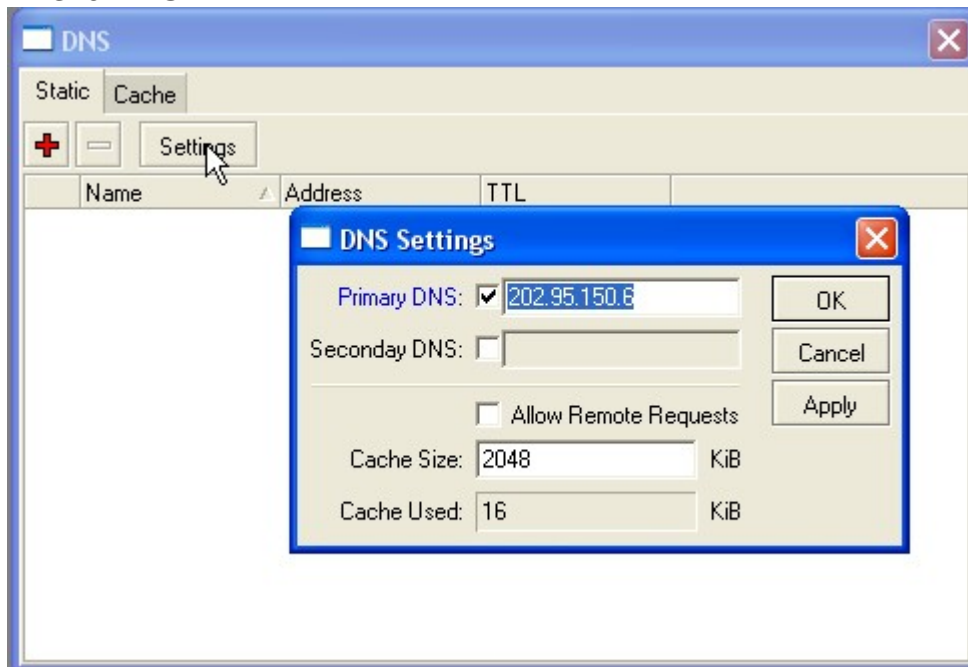 DNS
Static Cache
Settings
Name Address TTL
DNS Settings
Primary DNS: 202.95.150.6
OK
Seconday DNS:
Cancel
Allow Remote Requests
Apply
Cache Size: 2048 KiB
Cache Used: 16 KiB